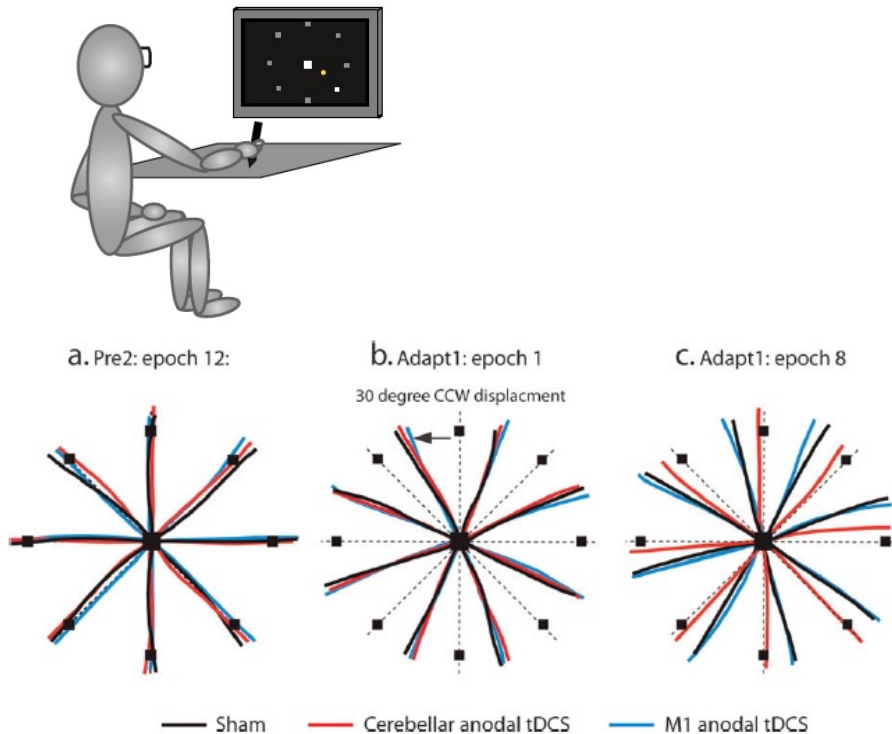 a. Pre2: epoch 12:
b. Adapt1: epoch 1
c. Adapt1: epoch 8
30 degree CCW displacment
Sham
Cerebellar anodal tDCS
M1 anodal tDCS